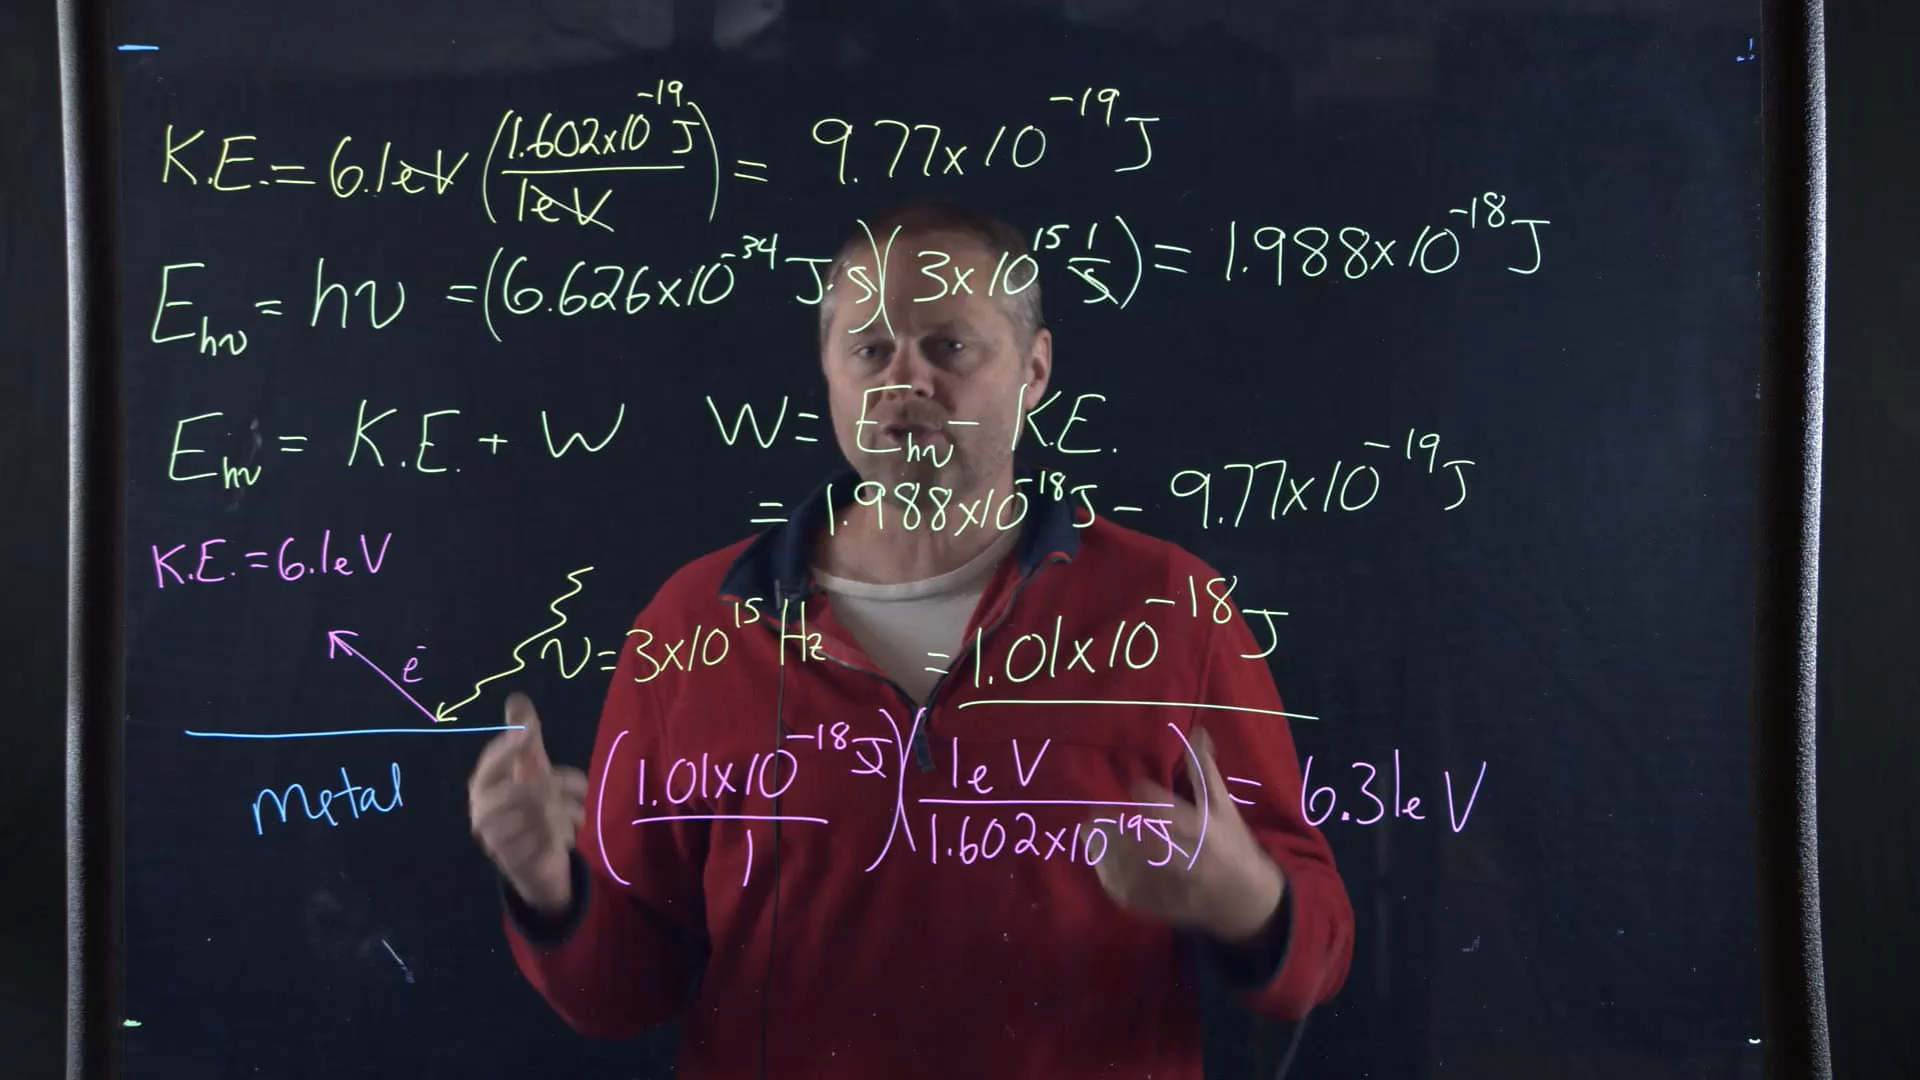 K.E. = 6.1eV (1.602x10^-19 J / 1eV) = 9.77x10^-19 J
E_hν = hν = (6.626x10^-34 J·s)(3x10^15 1/s) = 1.988x10^-18 J
E_hν = K.E. + W W = E_hν - K.E.
= 1.988x10^-18 J - 9.77x10^-19 J
K.E. = 6.1eV
e^-
ν = 3x10^15 Hz
= 1.01x10^-18 J
metal
(1.01x10^-18 J / 1)(1eV / 1.602x10^-19 J) = 6.31eV